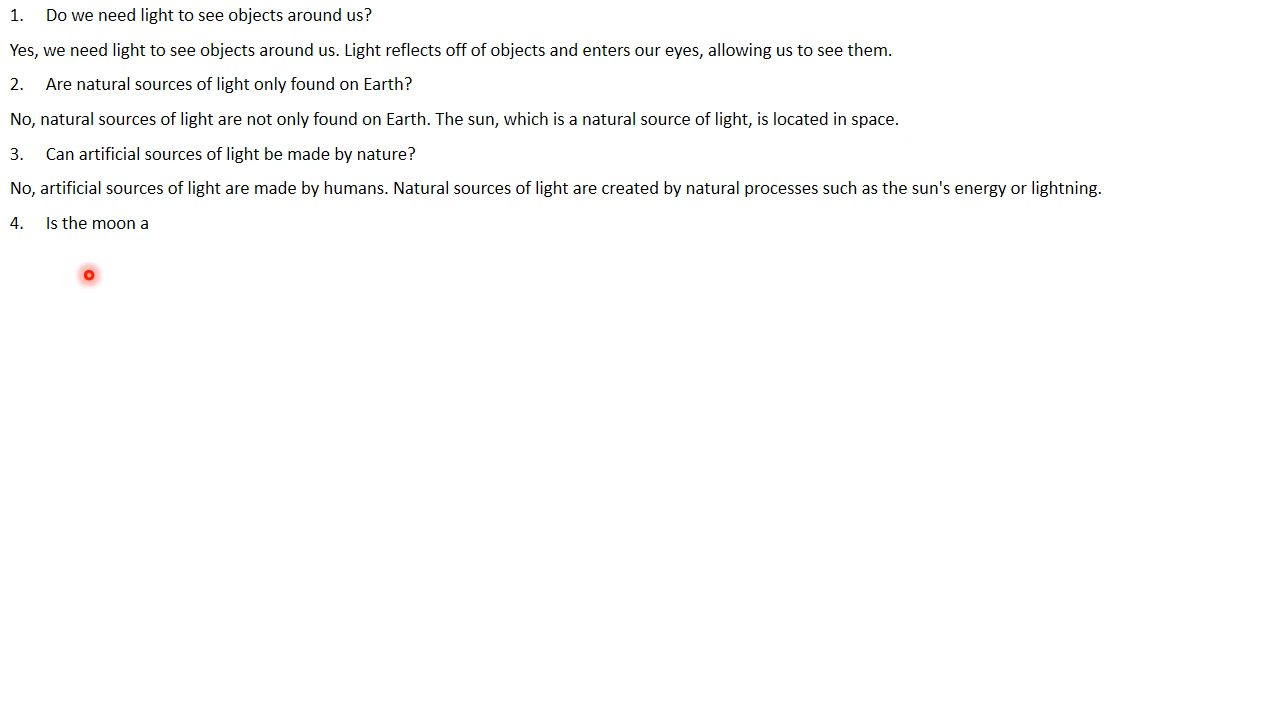 1. Do we need light to see objects around us?
Yes, we need light to see objects around us. Light reflects off of objects and enters our eyes, allowing us to see them.
2. Are natural sources of light only found on Earth?
No, natural sources of light are not only found on Earth. The sun, which is a natural source of light, is located in space.
3. Can artificial sources of light be made by nature?
No, artificial sources of light are made by humans. Natural sources of light are created by natural processes such as the sun's energy or lightning.
4. Is the moon a